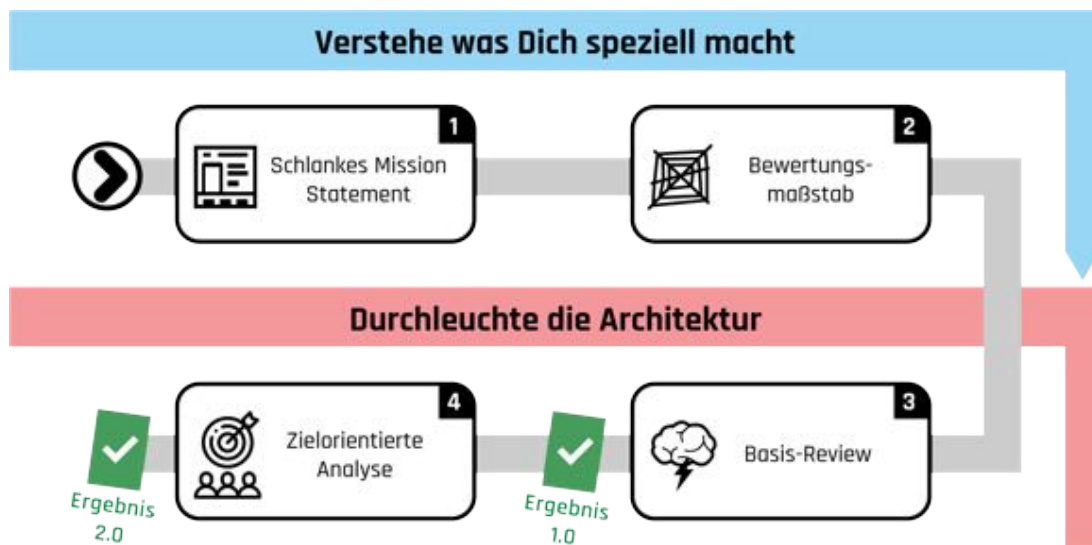 Verstehe was Dich speziell macht
1
Schlankes Mission
Statement
2
Bewertungs-
maßstab
Durchleuchte die Architektur
4
Zielorientierte
Analyse
3
Basis-Review
Ergebnis
2.0
Ergebnis
1.0